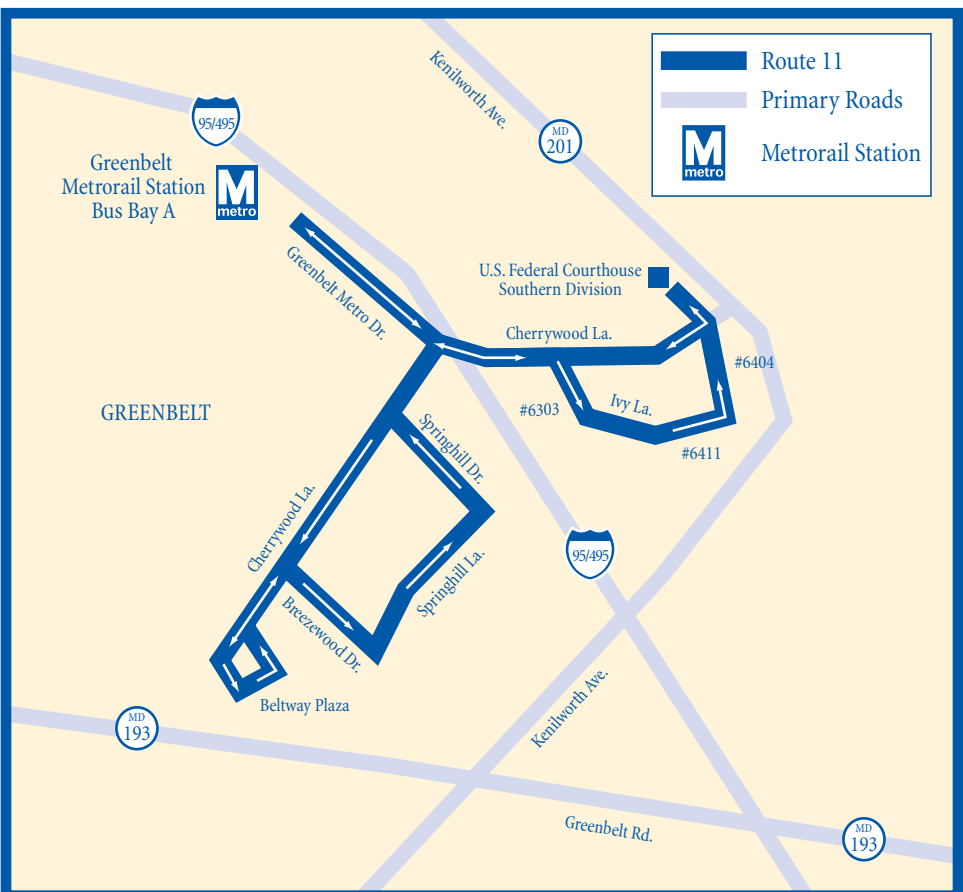 Kenilworth Ave.
Route 11
Primary Roads
M
metro
Metrorail Station
95/495
MD
201
Greenbelt
Metrorail Station
Bus Bay A
M
metro
Greenbelt Metro Dr.
U.S. Federal Courthouse
Southern Division
Cherrywood La.
#6404
#6303
Ivy La.
#6411
GREENBELT
Springhill Dr.
Cherrywood La.
95/495
Springhill La.
Breezewood Dr.
Beltway Plaza
MD
193
Kenilworth Ave.
Greenbelt Rd.
MD
193